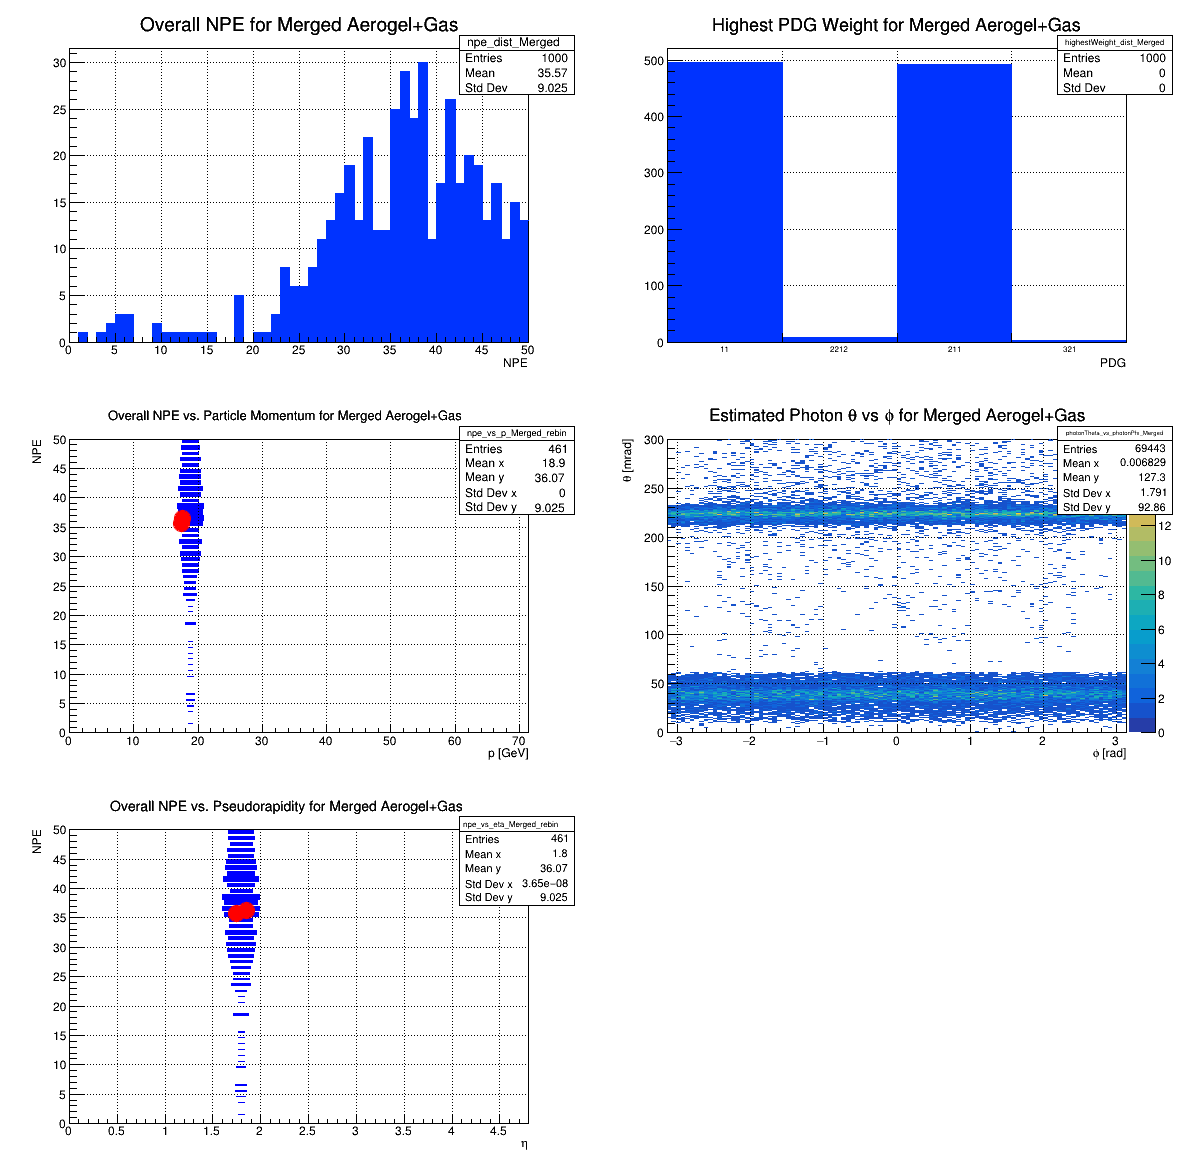 Overall NPE for Merged Aerogel+Gas
npe_dist_Merged
Entries 1000
Mean 35.57
Std Dev 9.025
30
25
20
15
10
5
0
0 5 10 15 20 25 30 35 40 45 50
NPE
Highest PDG Weight for Merged Aerogel+Gas
highestWeight_dist_Merged
Entries 1000
Mean 0
Std Dev 0
500
400
300
200
100
0
11 2212 211 321
PDG
Overall NPE vs. Particle Momentum for Merged Aerogel+Gas
npe_vs_p_Merged_rebin
Entries 461
Mean x 18.9
Mean y 36.07
Std Dev x 0
Std Dev y 9.025
NPE
50
45
40
35
30
25
20
15
10
5
0
0 10 20 30 40 50 60 70
p [GeV]
Estimated Photon θ vs ϕ for Merged Aerogel+Gas
photonTheta_vs_photonPhi_Merged
Entries 69443
Mean x 0.006829
Mean y 127.3
Std Dev x 1.791
Std Dev y 92.86
θ [mrad]
300
250
200
150
100
50
0
−3 −2 −1 0 1 2 3
ϕ [rad]
12
10
8
6
4
2
0
Overall NPE vs. Pseudorapidity for Merged Aerogel+Gas
npe_vs_eta_Merged_rebin
Entries 461
Mean x 1.8
Mean y 36.07
Std Dev x 3.65e−08
Std Dev y 9.025
NPE
50
45
40
35
30
25
20
15
10
5
0
0 0.5 1 1.5 2 2.5 3 3.5 4 4.5
η